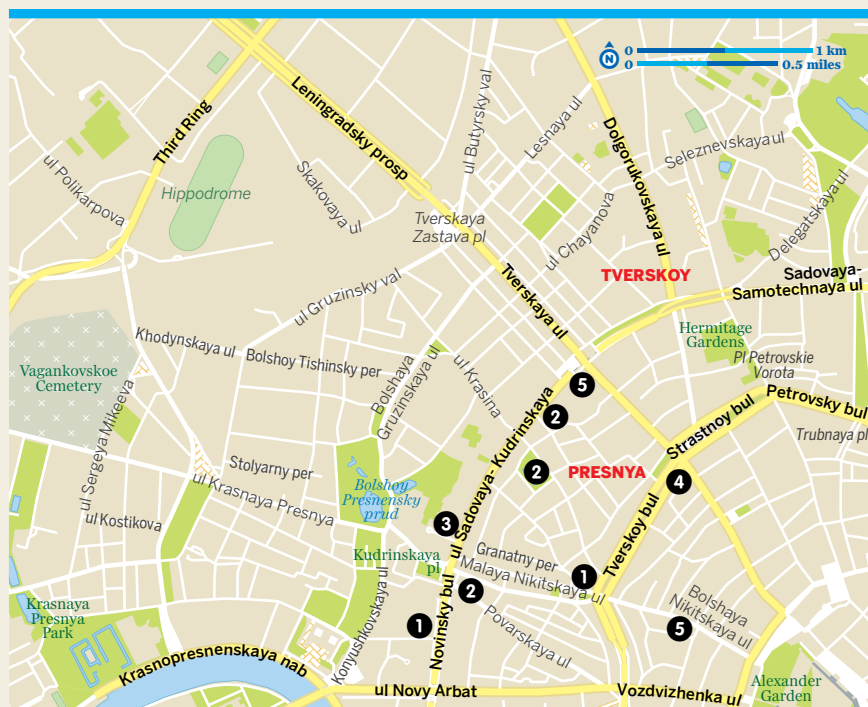 N
0
1 km
0
0.5 miles
Third Ring
Leningradsky prosp
ul Butyrsky val
Lesnaya ul
Dolgorukovskaya ul
Seleznevskaya ul
ul Polikarpova
Hippodrome
Skakovaya ul
Tverskaya
Zastava pl
ul Chayanova
Delegatskaya ul
TVERSKOY
Sadovaya-
Samotechnaya ul
ul Gruzinsky val
Tverskaya ul
Hermitage
Gardens
Khodynskaya ul
Bolshoy Tishinsky per
Vagankovskoe
Cemetery
Bolshaya
Gruzinskaya ul
ul Krasina
Pl Petrovskie
Vorota
Petrovsky bul
5
2
Strastnoy bul
Trubnaya pl
ul Sergeya Mikeeva
Stolyarny per
ul Krasnaya Presnya
Bolshoy
Presnensky
prud
ul Sadovaya-Kudrinskaya
2
PRESNYA
4
ul Kostikova
3
Kudrinskaya
pl
Granatny per
Malaya Nikitskaya ul
1
Tverskoy bul
2
Bolshaya
Nikitskaya ul
Krasnaya
Presnya
Park
Konyushkovskaya ul
1
Novinsky bul
Povarskaya ul
5
Krasnopresnenskaya nab
ul Novy Arbat
Vozdvizhenka ul
Alexander
Garden